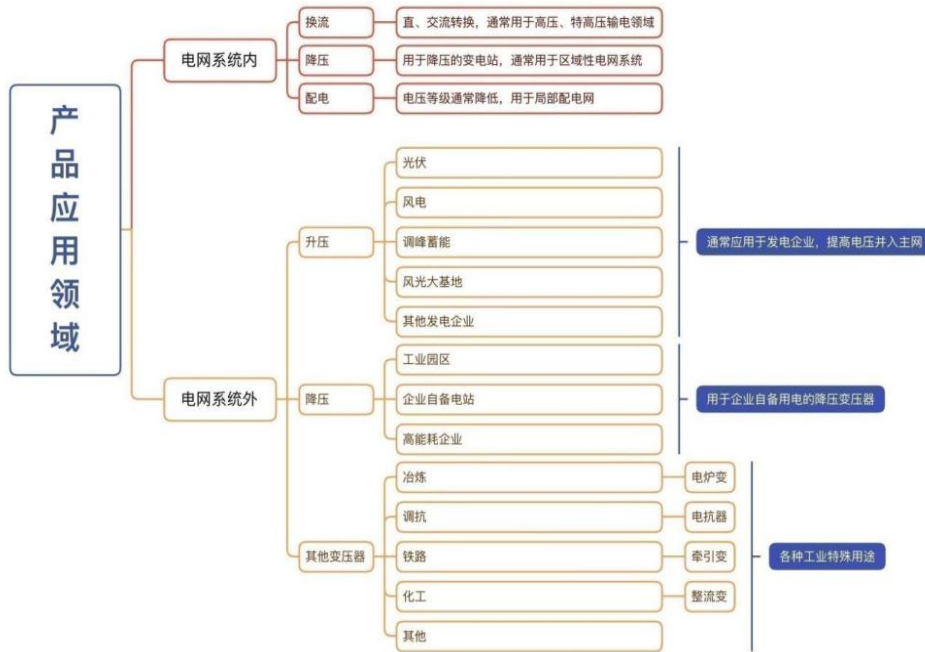 产品应用领域
电网系统内
换流
直、交流转换，通常用于高压、特高压输电领域
降压
用于降压的变电站，通常用于区域性电网系统
配电
电压等级通常降低，用于局部配电网
电网系统外
升压
光伏
风电
调峰蓄能
风光大基地
其他发电企业
通常应用于发电企业，提高电压并入主网
降压
工业园区
企业自备电站
高能耗企业
用于企业自备用电的降压变压器
其他变压器
冶炼
电炉变
调抗
电抗器
铁路
牵引变
化工
整流变
其他
各种工业特殊用途